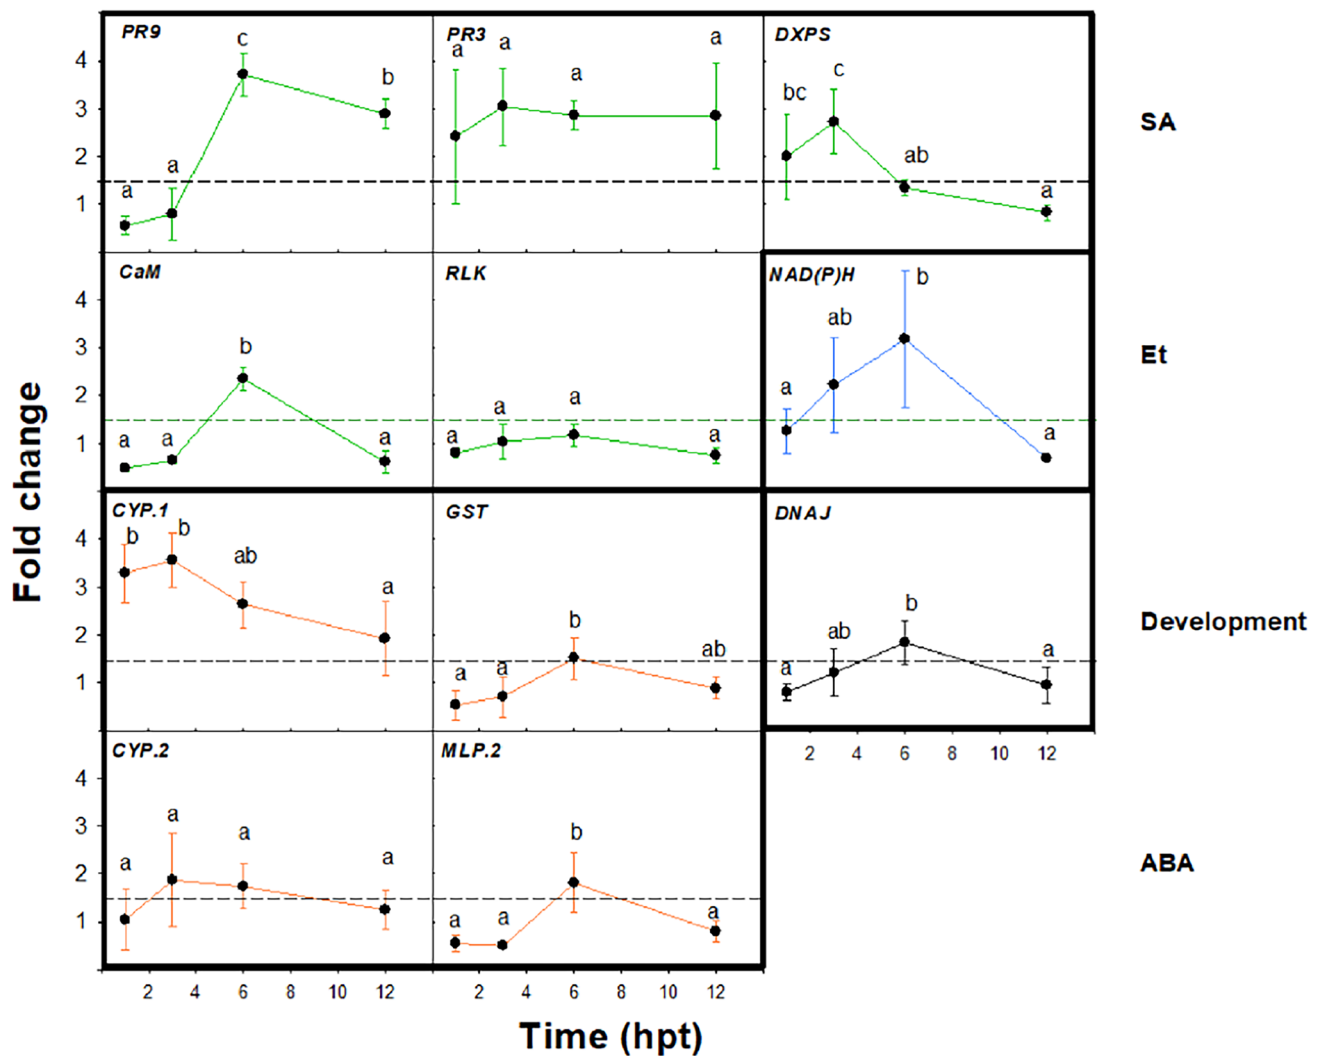 PR9 PR3 DXPS
4 c a a a a c
3 b bc
2 a a ab
1 a a
SA
CaM RLK NAD(P)H
4 b
3 b ab
2 a a a
1 a a a a a a
Et
CYP.1 GST DNAJ
4 b b
3 ab a b b
2 ab ab a
1 a a a
Development
2 4 6 8 10 12
CYP.2 MLP.2
4
3 a a b
2 a a
1 a a a
ABA
2 4 6 8 10 12 2 4 6 8 10 12
Fold change
Time (hpt)